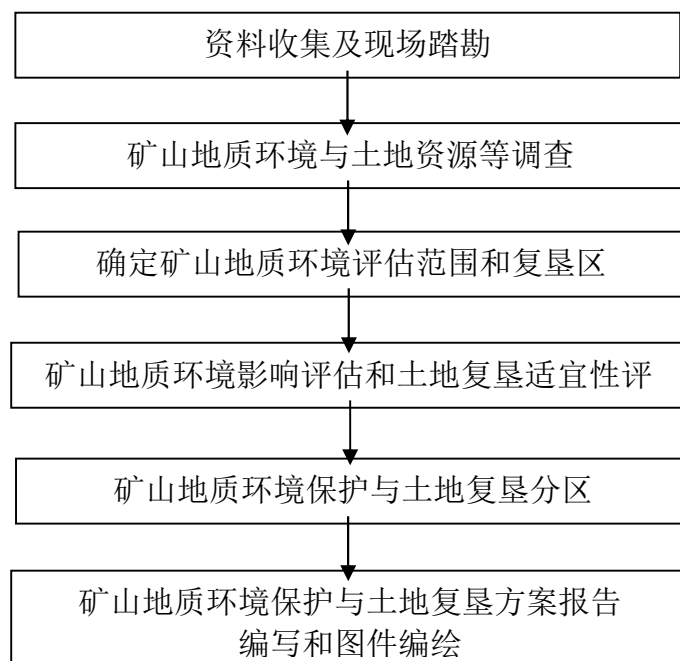 资料收集及现场踏勘
矿山地质环境与土地资源等调查
确定矿山地质环境评估范围和复垦区
矿山地质环境影响评估和土地复垦适宜性评
矿山地质环境保护与土地复垦分区
矿山地质环境保护与土地复垦方案报告
编写和图件编绘